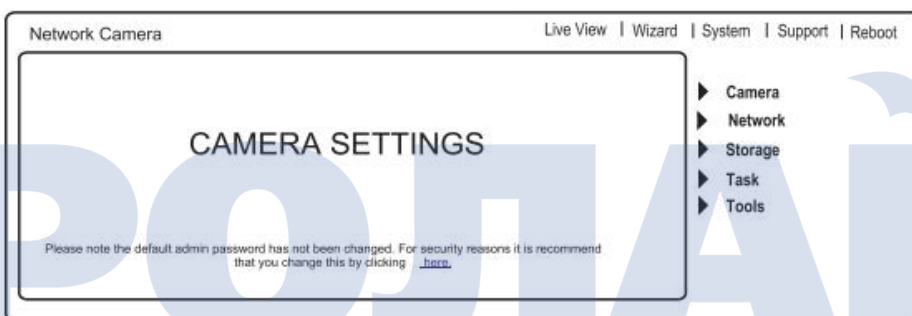 Network Camera
Live View | Wizard | System | Support | Reboot
CAMERA SETTINGS
Please note the default admin password has not been changed. For security reasons it is recommend
that you change this by clicking here.
Camera
Network
Storage
Task
Tools
РОЛАЙ